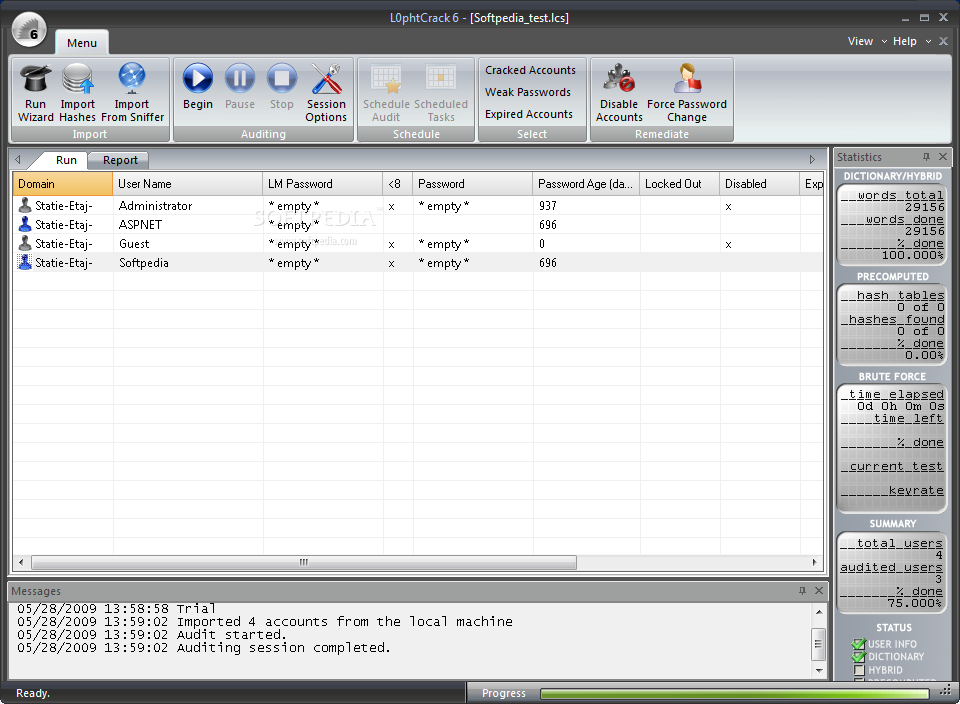 L0phtCrack 6 - [Softpedia_test.lcs]
6
Menu
View Help
Run Wizard
Import Hashes
Import From Sniffer
Import
Begin
Pause
Stop
Session Options
Auditing
Schedule Audit
Scheduled Tasks
Schedule
Cracked Accounts
Weak Passwords
Expired Accounts
Select
Disable Accounts
Force Password Change
Remediate
Run Report
Domain User Name LM Password <8 Password Password Age (da... Locked Out Disabled Exp
Statie-Etaj- Administrator * empty * x * empty * 937 x
Statie-Etaj- ASPNET * empty * 696
Statie-Etaj- Guest * empty * x * empty * 0 x
Statie-Etaj- Softpedia * empty * x * empty * 696
SOFTPEDIA
Statistics
DICTIONARY/HYBRID
words total
29156
words done
29156
% done
100.000%
PRECOMPUTED
hash tables
0 of 0
hashes found
0 of 0
% done
0.00%
BRUTE FORCE
time elapsed
0d 0h 0m 0s
time left
% done
current test
keyrate
SUMMARY
total users
4
audited users
3
% done
75.000%
STATUS
USER INFO
DICTIONARY
HYBRID
Messages
05/28/2009 13:58:58 Trial
05/28/2009 13:59:02 Imported 4 accounts from the local machine
05/28/2009 13:59:02 Audit started.
05/28/2009 13:59:02 Auditing session completed.
Ready.
Progress